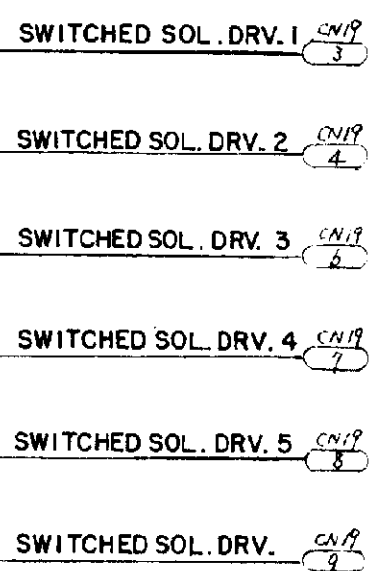 SWITCHED SOL. DRV. 1 CN19
3
SWITCHED SOL. DRV. 2 CN19
4
SWITCHED SOL. DRV. 3 CN19
6
SWITCHED SOL. DRV. 4 CN19
7
SWITCHED SOL. DRV. 5 CN19
8
SWITCHED SOL. DRV. CN19
9